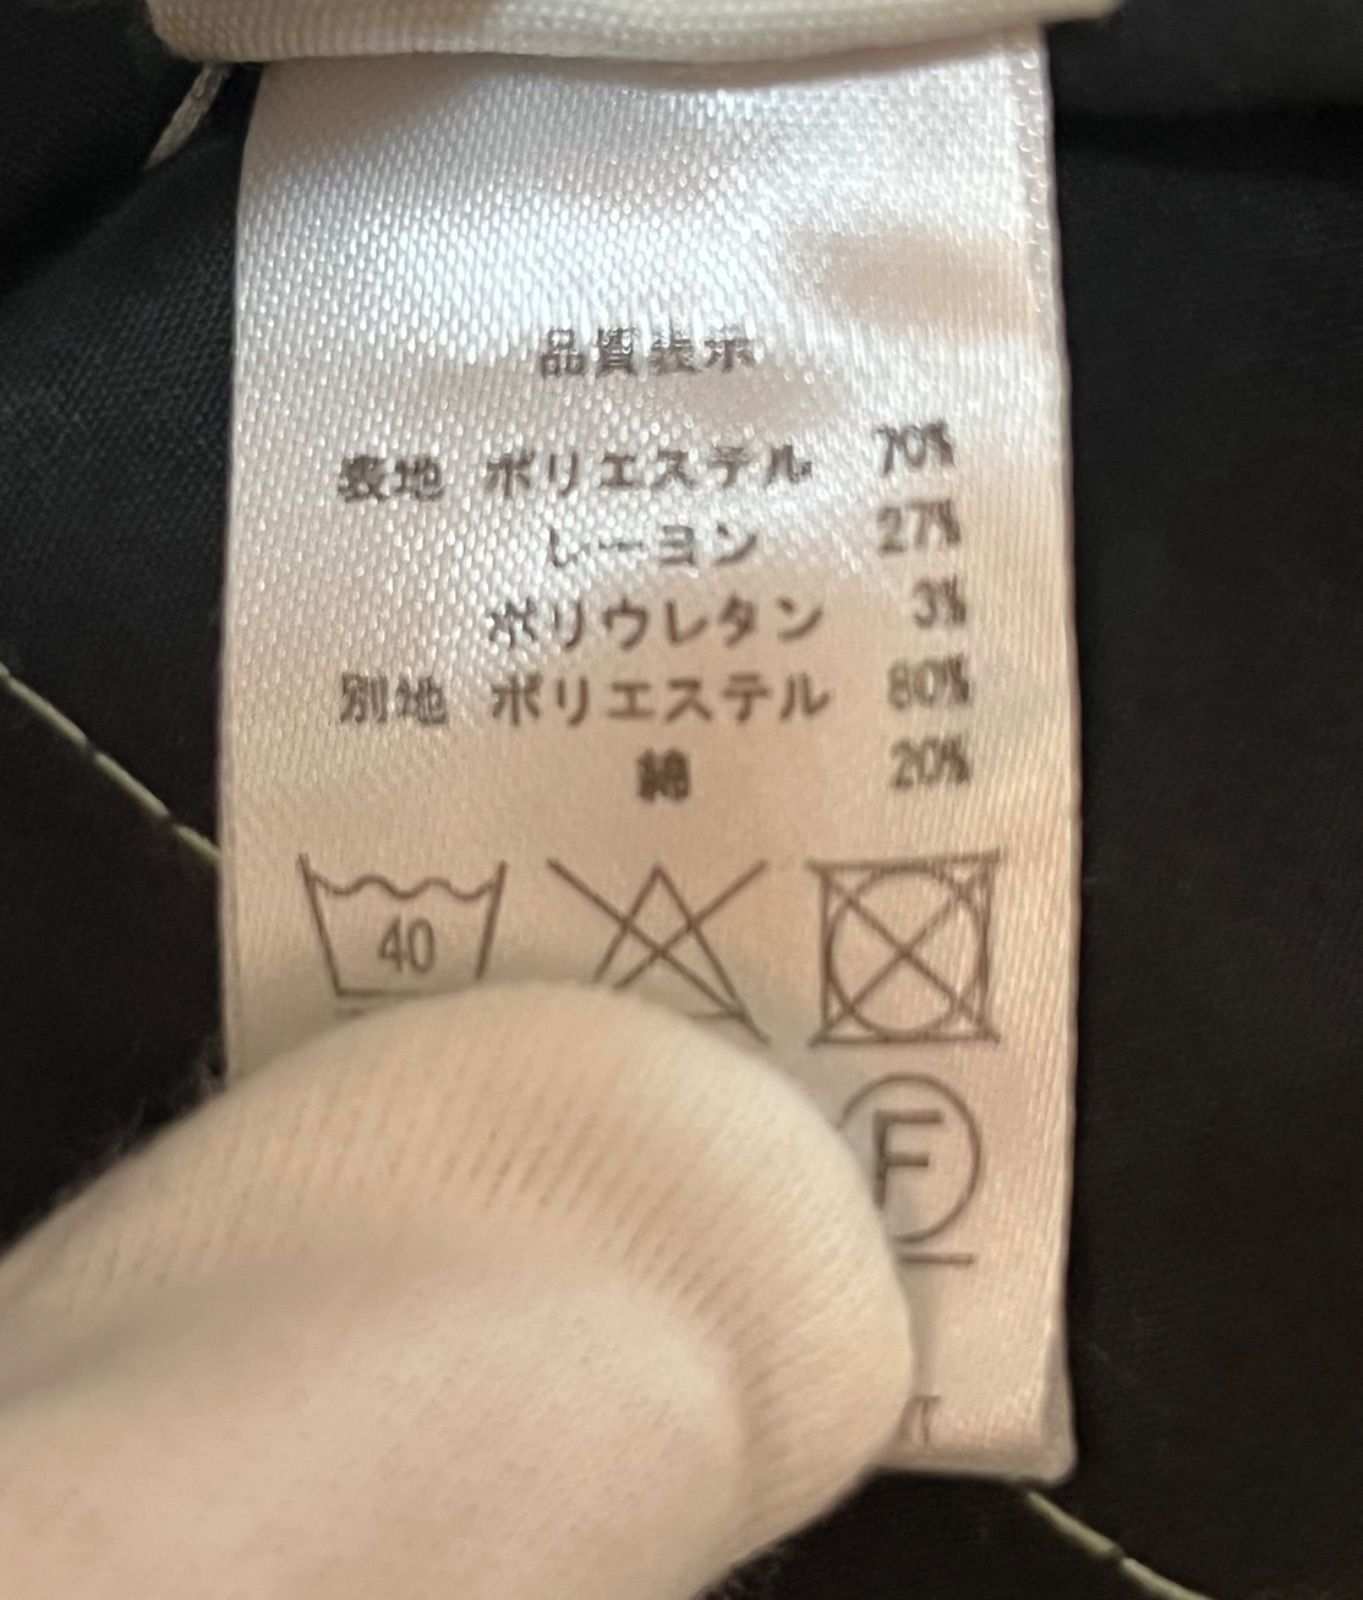 品質表示
表地 ポリエステル 70%
レーヨン 27%
ポリウレタン 3%
別地 ポリエステル 80%
綿 20%
40
F